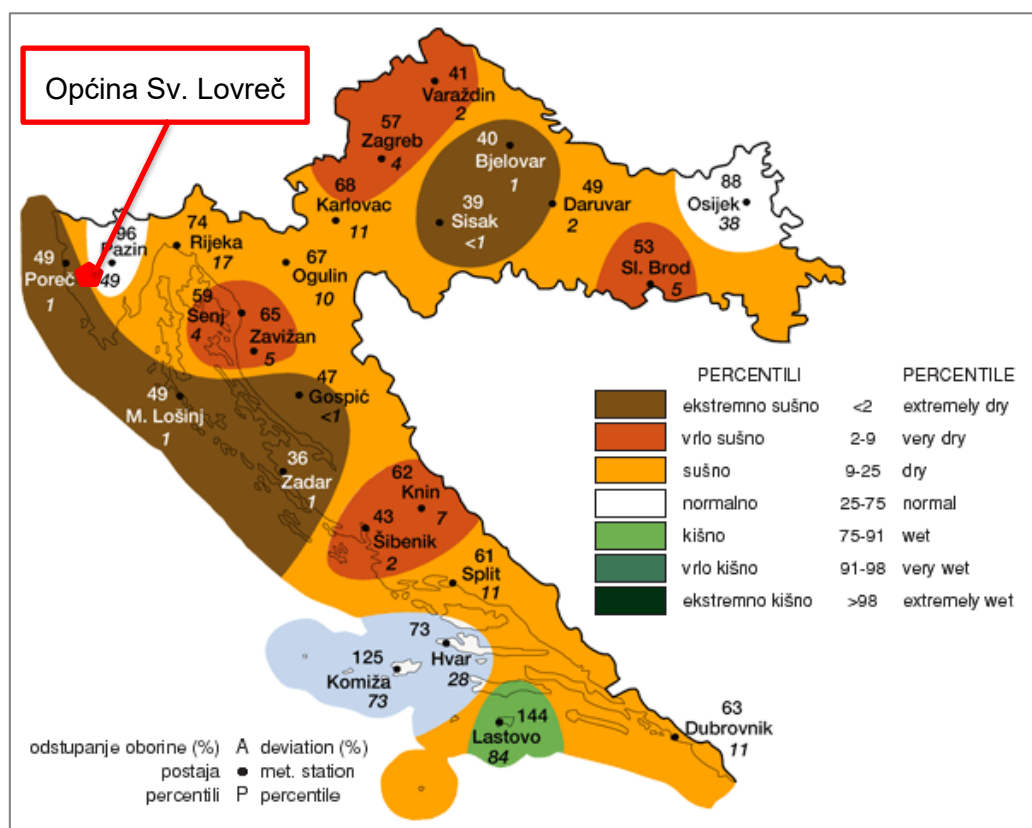 Općina Sv. Lovreč
41
Varaždin
2
57
Zagreb
4
40
Bjelovar
1
39
Sisak
<1
49
Daruvar
2
88
Osijek
38
53
Sl. Brod
5
68
Karlovac
11
74
Rijeka
17
96
Pazin
49
49
Poreč
1
67
Ogulin
10
59
Senj
4
65
Zavižan
5
47
Gospić
<1
49
M. Lošinj
1
36
Zadar
1
62
Knin
7
43
Šibenik
2
61
Split
11
73
Hvar
28
125
Komiža
73
144
Lastovo
84
63
Dubrovnik
11
PERCENTILI PERCENTILE
ekstremno sušno <2 extremely dry
vrlo sušno 2-9 very dry
sušno 9-25 dry
normalno 25-75 normal
kišno 75-91 wet
vrlo kišno 91-98 very wet
ekstremno kišno >98 extremely wet
odstupanje oborine (%) A deviation (%)
postaja ● met. station
percentili P percentile